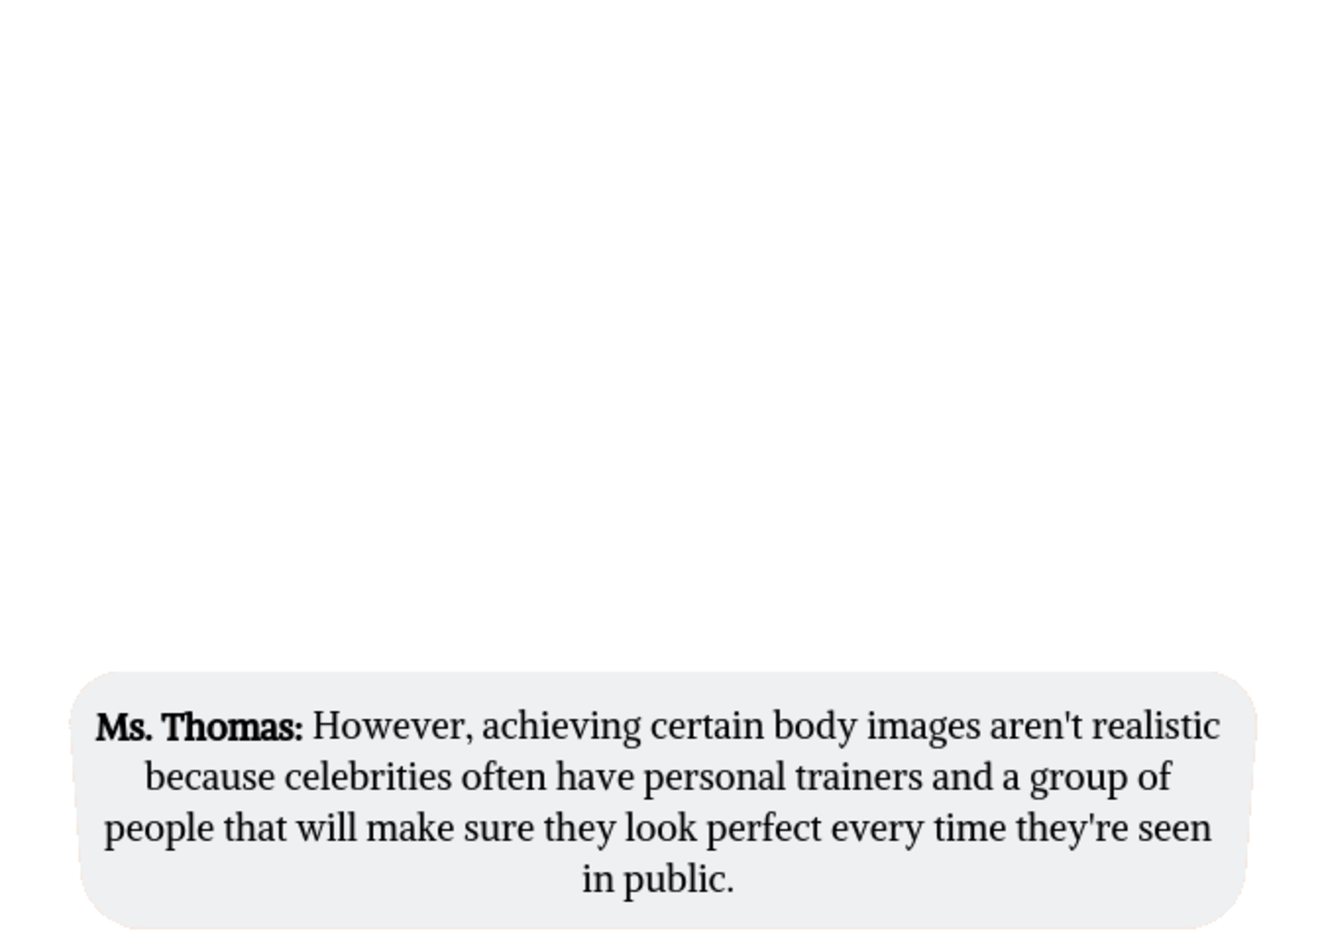 Ms. Thomas: However, achieving certain body images aren't realistic
because celebrities often have personal trainers and a group of
people that will make sure they look perfect every time they're seen
in public.